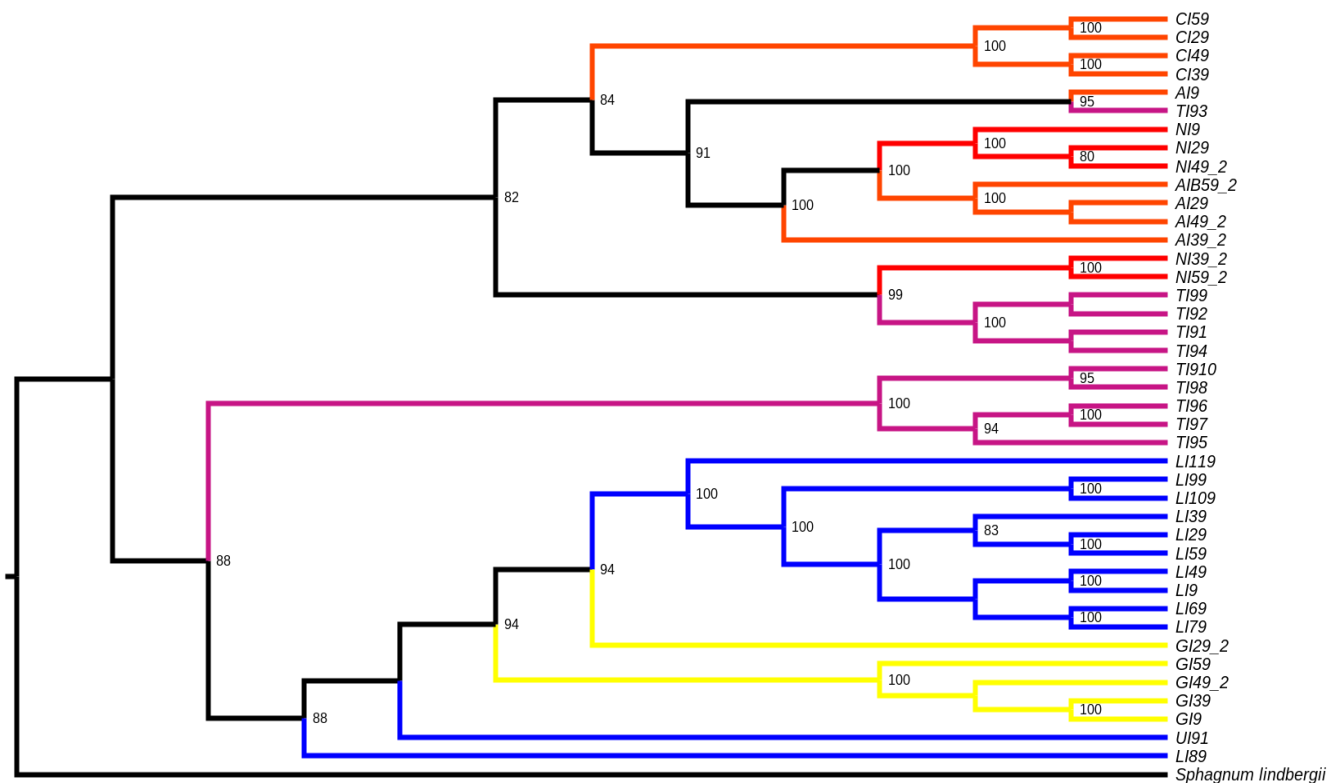 CI59
100
CI29
84
100
CI49
100
CI39
AI9
95
TI93
NI9
100
NI29
91
80
100
NI49_2
AIB59_2
82
100
AI29
100
AI49_2
AI39_2
NI39_2
100
NI59_2
99
TI99
TI92
100
TI91
TI94
TI910
95
TI98
100
TI96
100
TI97
94
TI95
LI119
LI99
100
100
LI109
LI39
100
83
LI29
100
LI59
88
100
LI49
94
100
LI9
LI69
94
100
LI79
GI29_2
GI59
100
GI49_2
GI39
88
100
GI9
UI91
LI89
Sphagnum lindbergii